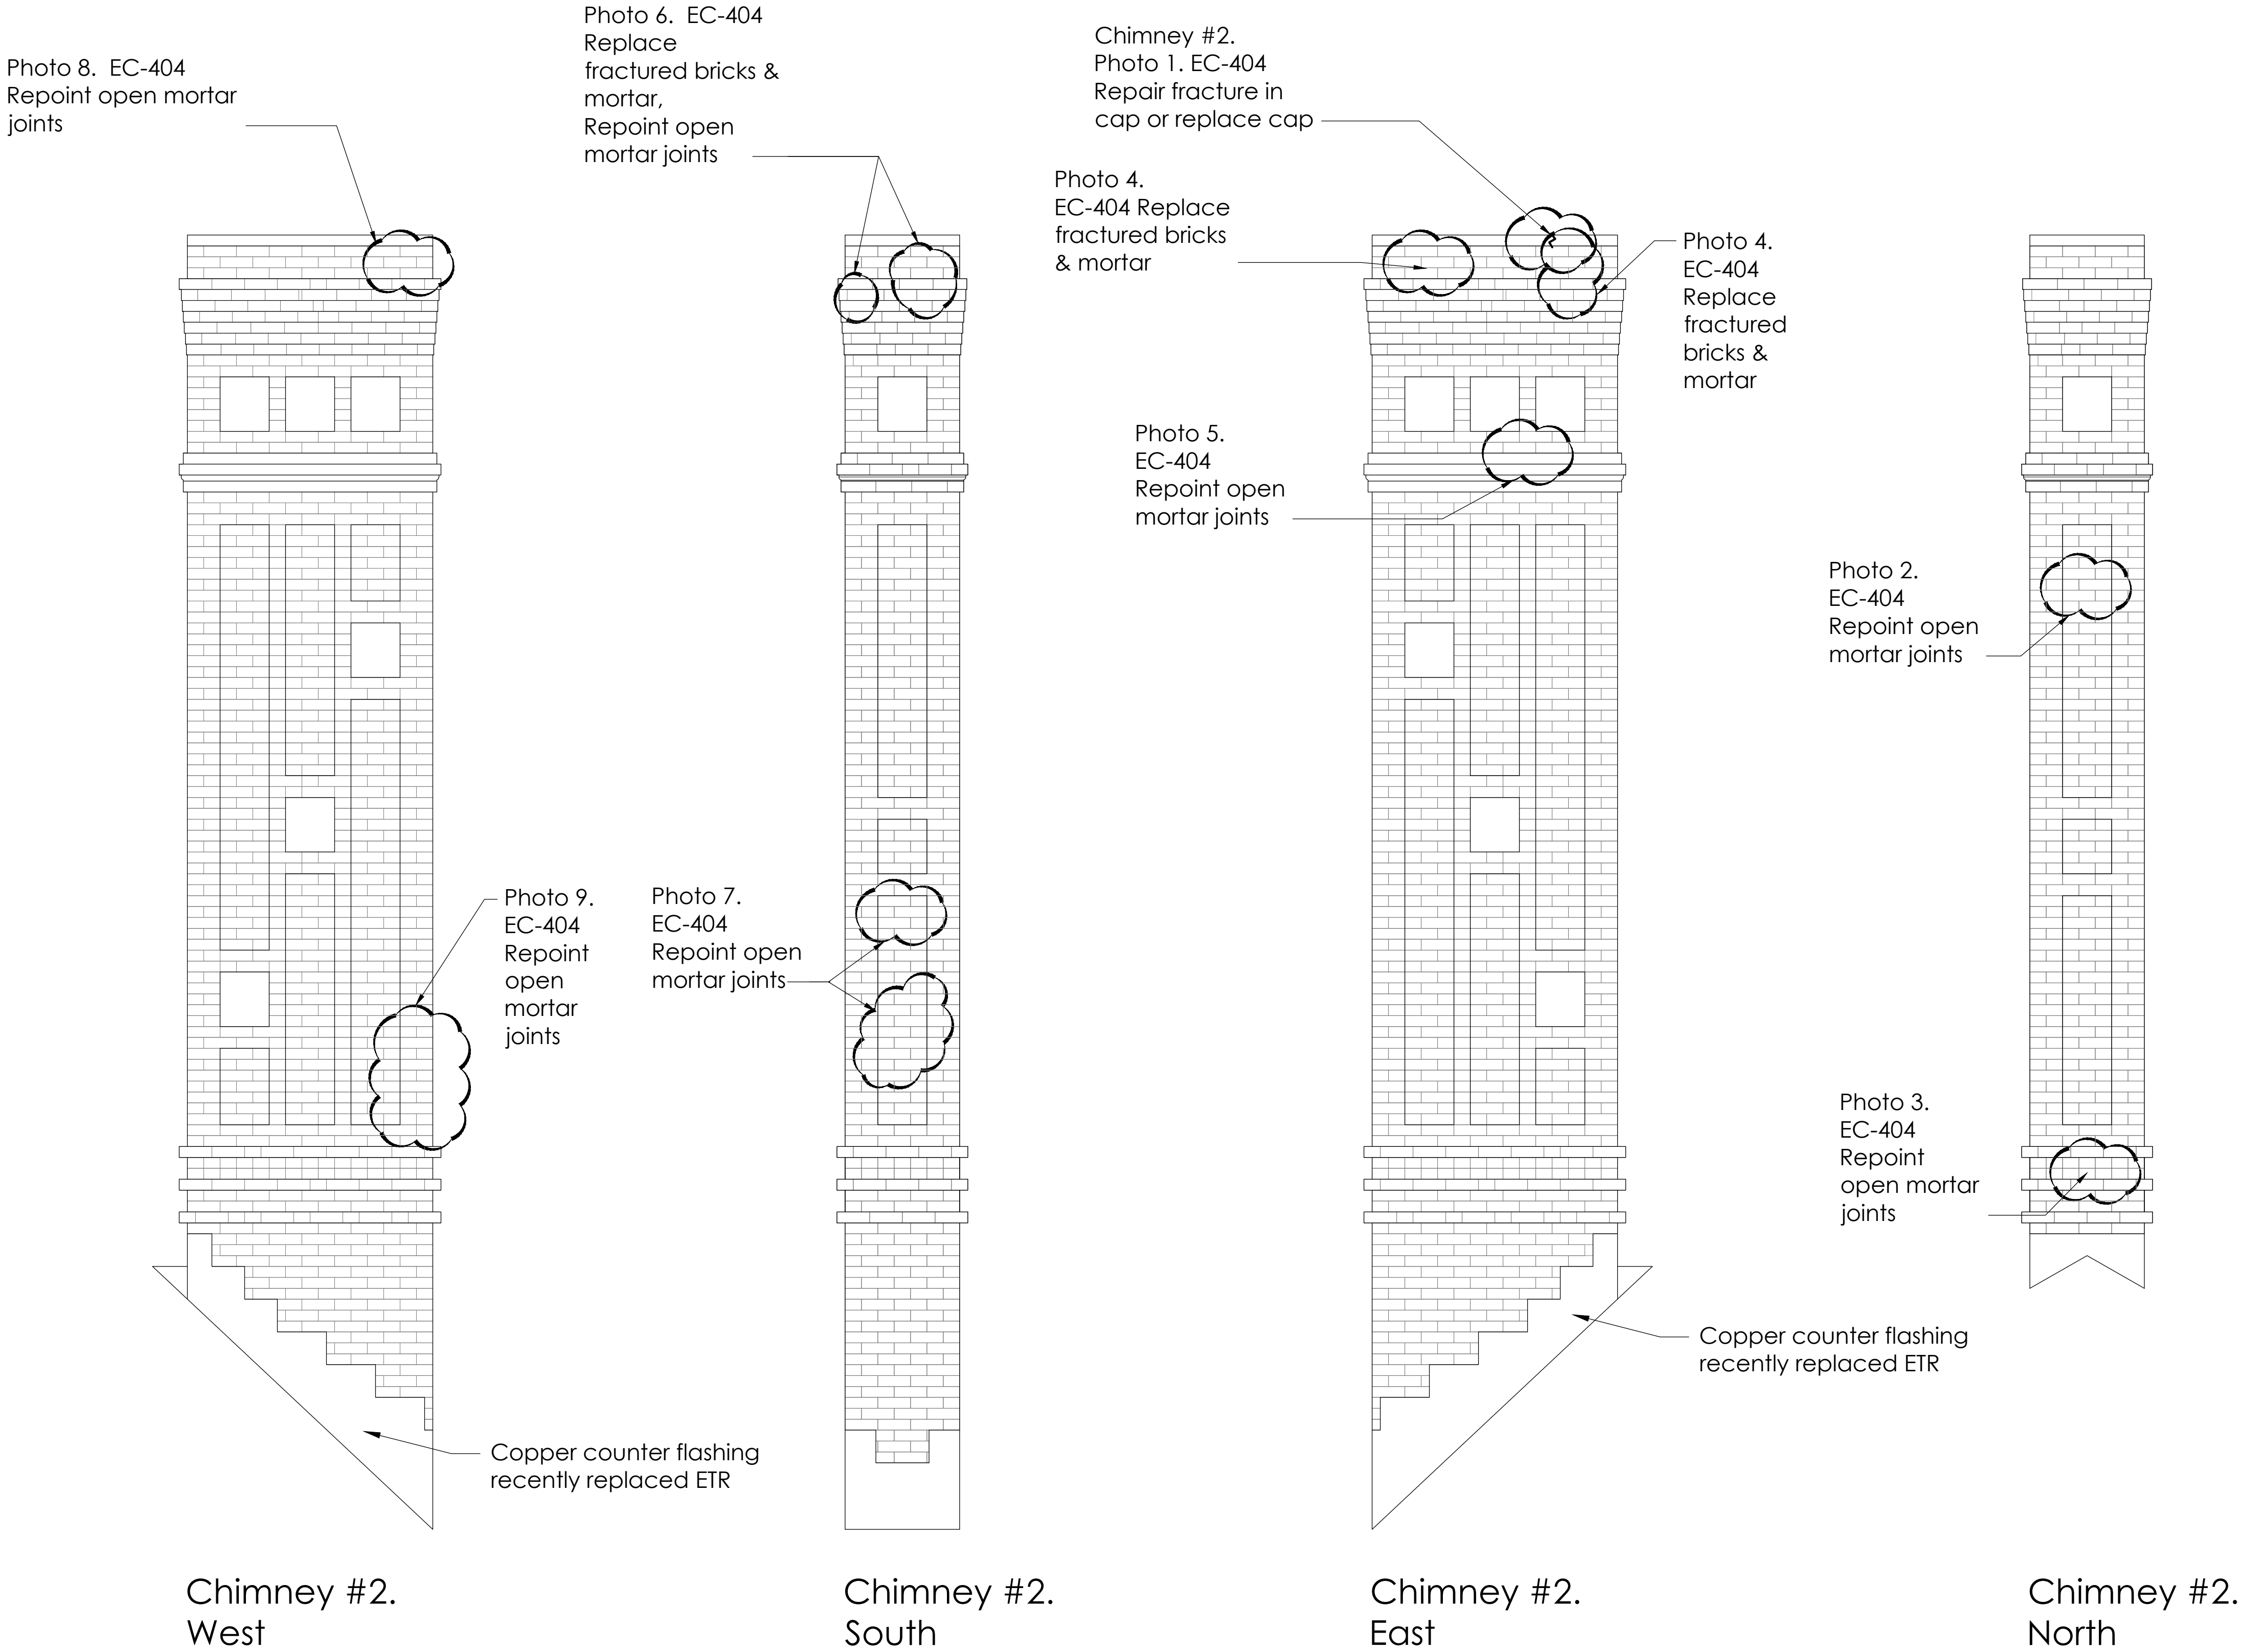 Photo 8.  EC-404
Repoint open mortar
joints
Photo 6.  EC-404
Replace
fractured bricks &
mortar,
Repoint open
mortar joints
Chimney #2.
Photo 1. EC-404
Repair fracture in
cap or replace cap
Photo 4.
EC-404 Replace
fractured bricks
& mortar
Photo 4.
EC-404
Replace
fractured
bricks &
mortar
Photo 5.
EC-404
Repoint open
mortar joints
Photo 2.
EC-404
Repoint open
mortar joints
Photo 9.
EC-404
Repoint
open
mortar
joints
Photo 7.
EC-404
Repoint open
mortar joints
Photo 3.
EC-404
Repoint
open mortar
joints
Copper counter flashing
recently replaced ETR
Copper counter flashing
recently replaced ETR
Chimney #2.
West
Chimney #2.
South
Chimney #2.
East
Chimney #2.
North